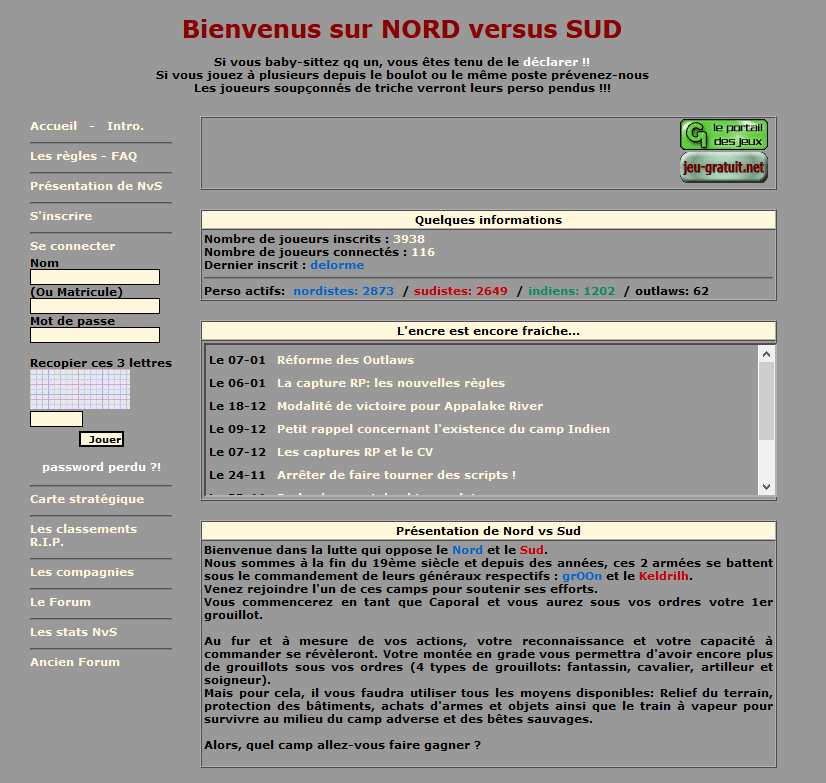 Bienvenus sur NORD versus SUD
Si vous baby-sittez qq un, vous êtes tenu de le déclarer !!
Si vous jouez à plusieurs depuis le boulot ou le même poste prévenez-nous
Les joueurs soupçonnés de triche verront leurs perso pendus !!!
Accueil - Intro.
Les règles - FAQ
Présentation de NvS
S'inscrire
Se connecter
Nom
(Ou Matricule)
Mot de passe
Recopier ces 3 lettres
Jouer
password perdu ?!
Carte stratégique
Les classements
R.I.P.
Les compagnies
Le Forum
Les stats NvS
Ancien Forum
le portail
des jeux
jeu-gratuit.net
Quelques informations
Nombre de joueurs inscrits : 3938
Nombre de joueurs connectés : 116
Dernier inscrit : delorme
Perso actifs: nordistes: 2873 / sudistes: 2649 / indiens: 1202 / outlaws: 62
L'encre est encore fraiche...
Le 07-01 Réforme des Outlaws
Le 06-01 La capture RP: les nouvelles règles
Le 18-12 Modalité de victoire pour Appalake River
Le 09-12 Petit rappel concernant l'existence du camp Indien
Le 07-12 Les captures RP et le CV
Le 24-11 Arrêter de faire tourner des scripts !
Présentation de Nord vs Sud
Bienvenue dans la lutte qui oppose le Nord et le Sud.
Nous sommes à la fin du 19ème siècle et depuis des années, ces 2 armées se battent
sous le commandement de leurs généraux respectifs : grOOn et le Keldrilh.
Venez rejoindre l'un de ces camps pour soutenir ses efforts.
Vous commencerez en tant que Caporal et vous aurez sous vos ordres votre 1er
grouillot.
Au fur et à mesure de vos actions, votre reconnaissance et votre capacité à
commander se révèleront. Votre montée en grade vous permettra d'avoir encore plus
de grouillots sous vos ordres (4 types de grouillots: fantassin, cavalier, artilleur et
soigneur).
Mais pour cela, il vous faudra utiliser tous les moyens disponibles: Relief du terrain,
protection des bâtiments, achats d'armes et objets ainsi que le train à vapeur pour
survivre au milieu du camp adverse et des bêtes sauvages.
Alors, quel camp allez-vous faire gagner ?